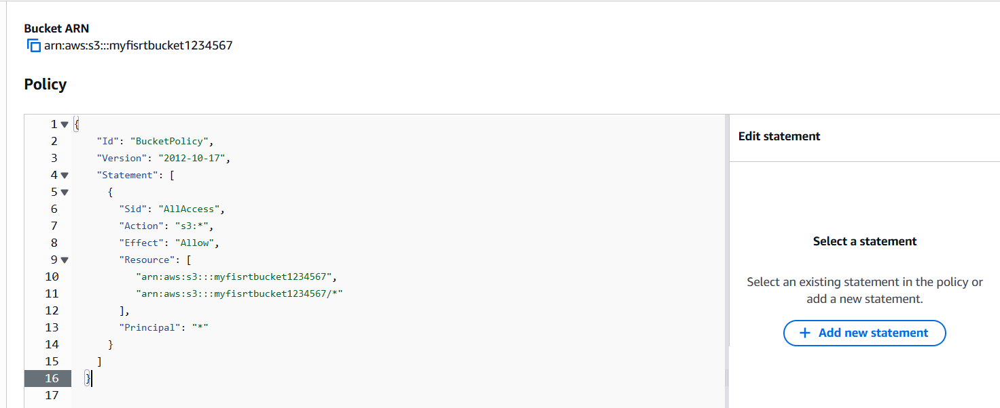 Bucket ARN
arn:aws:s3:::myfisrtbucket1234567
Policy
1 {
2 "Id": "BucketPolicy",
3 "Version": "2012-10-17",
4 "Statement": [
5 {
6 "Sid": "AllAccess",
7 "Action": "s3:*",
8 "Effect": "Allow",
9 "Resource": [
10 "arn:aws:s3:::myfisrtbucket1234567",
11 "arn:aws:s3:::myfisrtbucket1234567/*"
12 ],
13 "Principal": "*"
14 }
15 ]
16 }
17
Edit statement
Select a statement
Select an existing statement in the policy or
add a new statement.
+ Add new statement